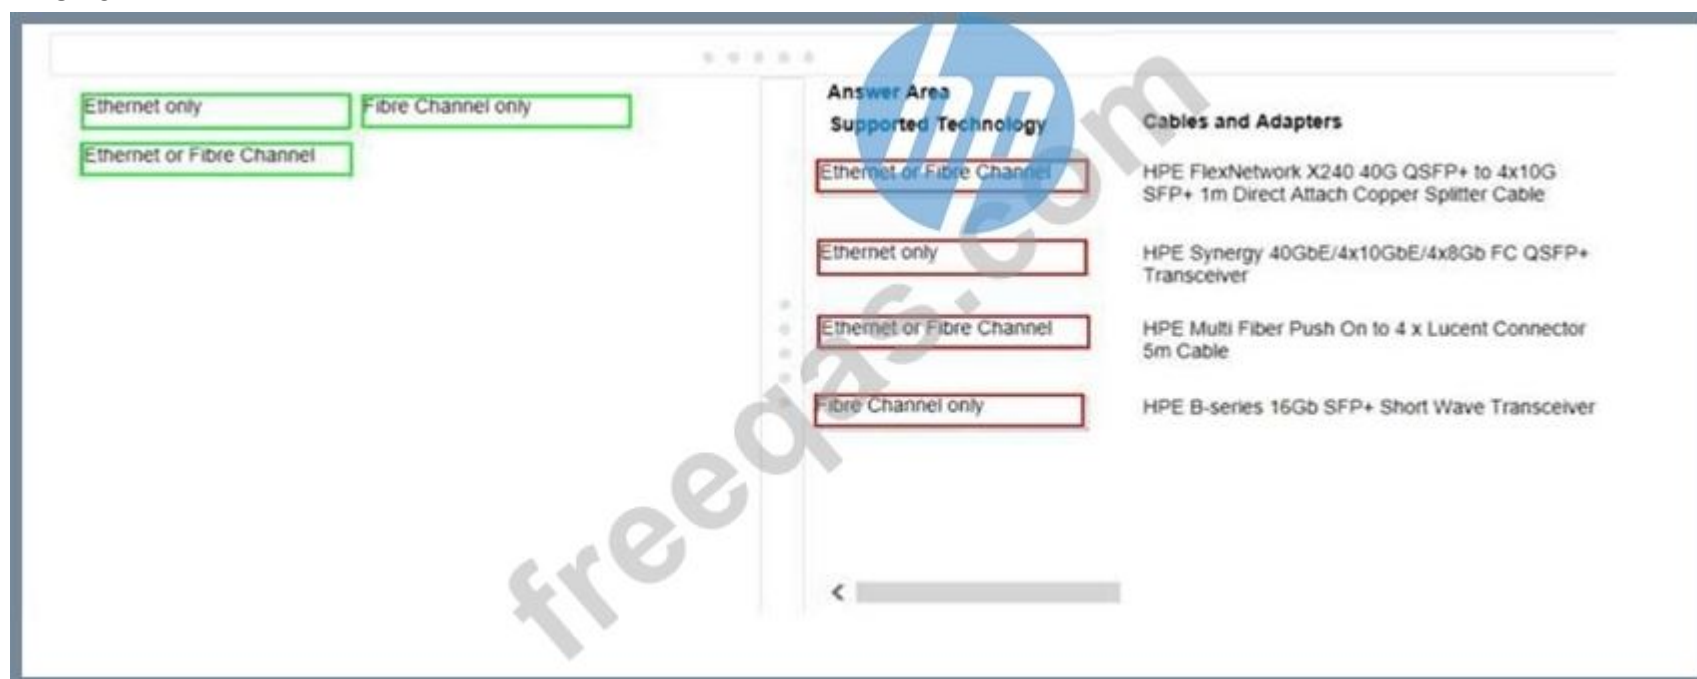 Ethernet only
Fibre Channel only
Ethernet or Fibre Channel
Answer Area
Supported Technology
Cables and Adapters
Ethernet or Fibre Channel
HPE FlexNetwork X240 40G QSFP+ to 4x10G
SFP+ 1m Direct Attach Copper Splitter Cable
Ethernet only
HPE Synergy 40GbE/4x10GbE/4x8Gb FC QSFP+
Transceiver
Ethernet or Fibre Channel
HPE Multi Fiber Push On to 4 x Lucent Connector
5m Cable
Fibre Channel only
HPE B-series 16Gb SFP+ Short Wave Transceiver
hp
freeqas.com